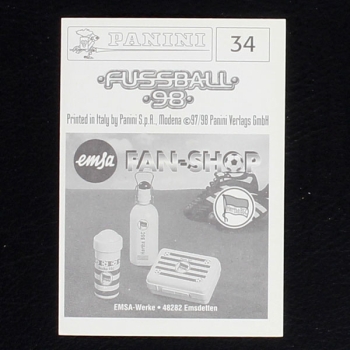 PANINI
34
FUSSBALL
98
Printed in Italy by Panini S.p.A., Modena ©97/98 Panini Verlags GmbH
emsa FAN-SHOP
EMSA-Werke • 48282 Emsdetten